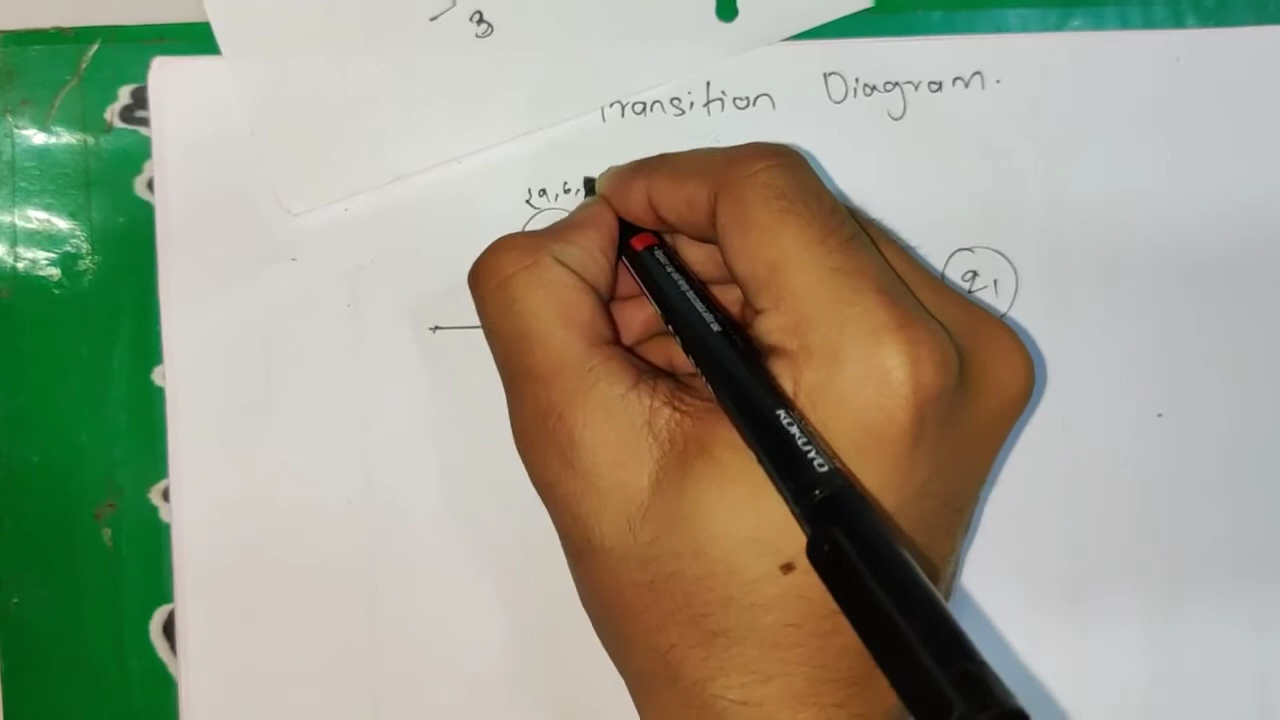 3
Transition Diagram.
{a, b,
q1
KOKUYO